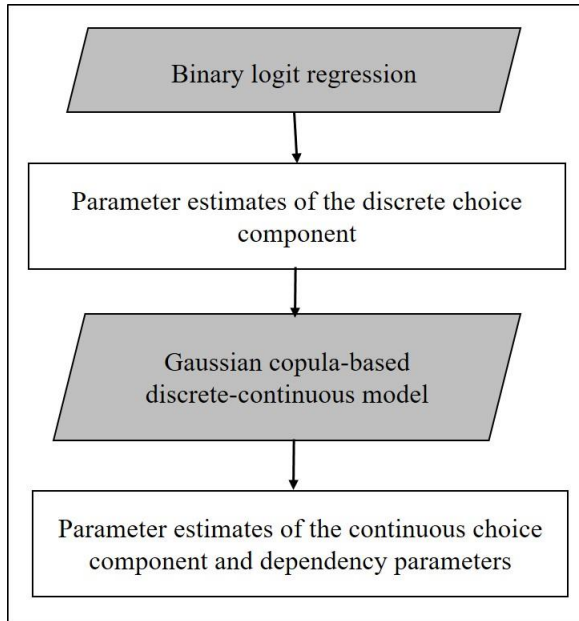 Binary logit regression
Parameter estimates of the discrete choice
component
Gaussian copula-based
discrete-continuous model
Parameter estimates of the continuous choice
component and dependency parameters